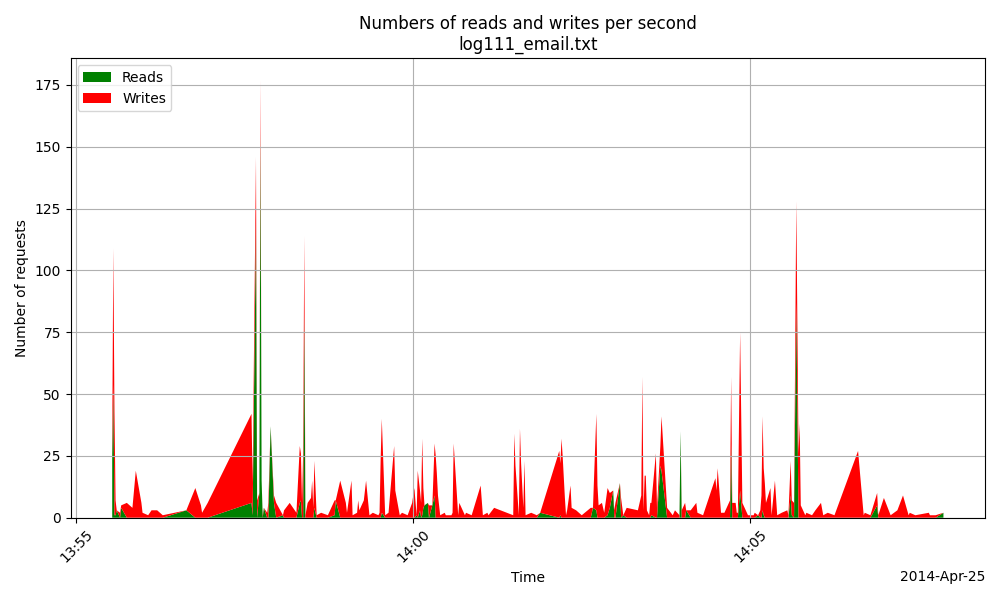 Numbers of reads and writes per second
log111_email.txt
Reads
Writes
Number of requests
175
150
125
100
75
50
25
0
13:55
14:00
14:05
Time
2014-Apr-25